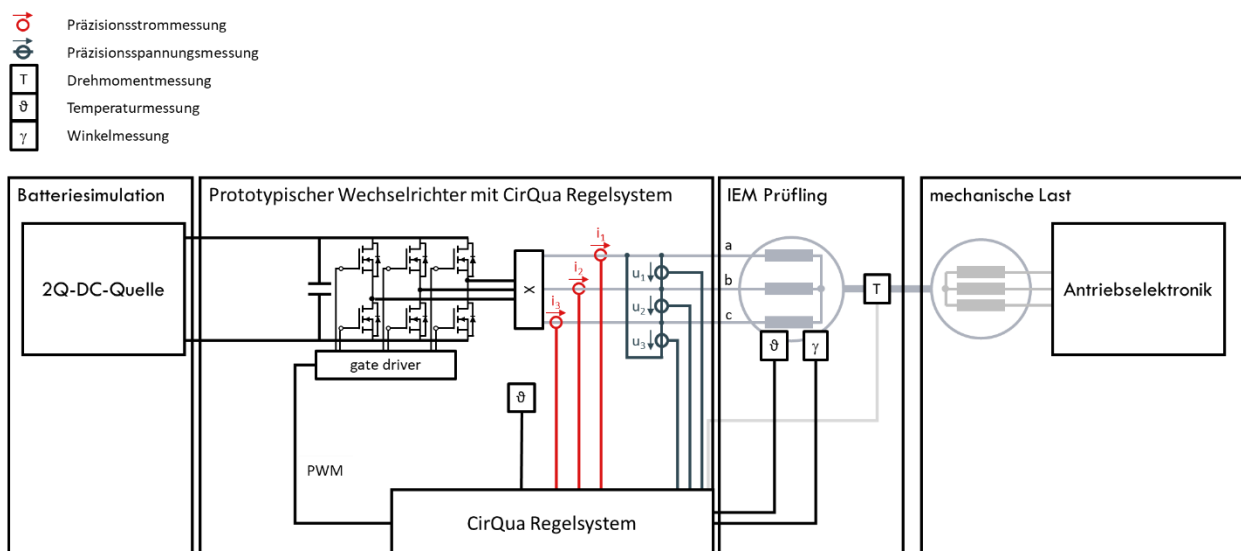 Präzisionsstrommessung
Präzisionsspannungsmessung
T Drehmomentmessung
ϑ Temperaturmessung
γ Winkelmessung
Batteriesimulation
Prototypischer Wechselrichter mit CirQua Regelsystem
IEM Prüfling
mechanische Last
2Q-DC-Quelle
X
i1
i2
i3
u1
u2
u3
a
b
c
T
Antriebselektronik
gate driver
ϑ
γ
ϑ
PWM
CirQua Regelsystem